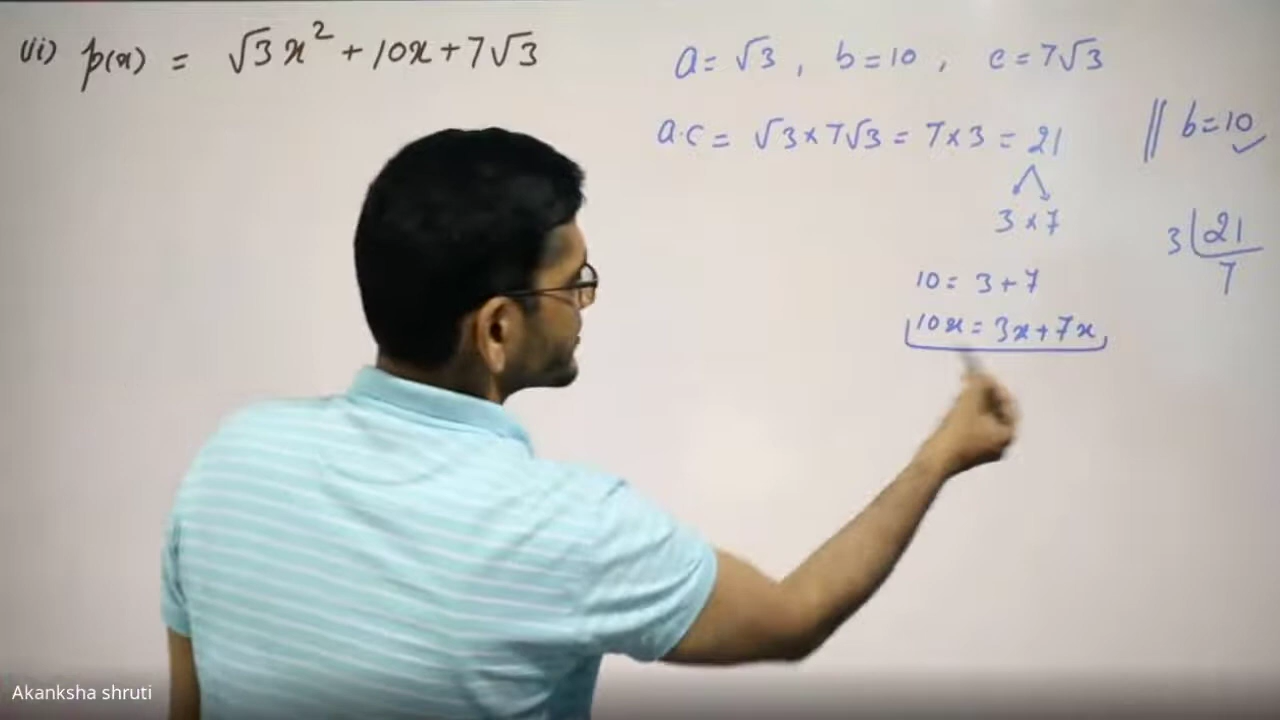 (ii) p(x) = √3x² + 10x + 7√3
a = √3 , b = 10 , c = 7√3
a·c = √3 × 7√3 = 7 × 3 = 21 || b = 10 ✓
3 × 7
3 | 21
7
10 = 3 + 7
10x = 3x + 7x
Akanksha shruti